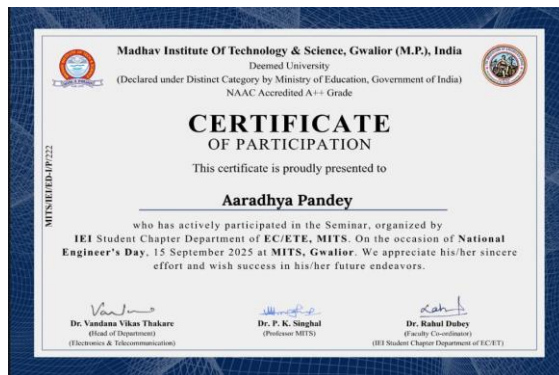 Madhav Institute Of Technology & Science, Gwalior (M.P.), India
Deemed University
(Declared under Distinct Category by Ministry of Education, Government of India)
NAAC Accredited A++ Grade
CERTIFICATE
OF PARTICIPATION
This certificate is proudly presented to
Aaradhya Pandey
who has actively participated in the Seminar, organized by
IEI Student Chapter Department of EC/ETE, MITS. On the occasion of National
Engineer's Day, 15 September 2025 at MITS, Gwalior. We appreciate his/her sincere
effort and wish success in his/her future endeavors.
MITS/IEI/ED-I/P/222
Dr. Vandana Vikas Thakare
(Head of Department)
(Electronics & Telecommunication)
Dr. P. K. Singhal
(Professor MITS)
Dr. Rahul Dubey
(Faculty Co-ordinator)
(IEI Student Chapter Department of EC/ET)